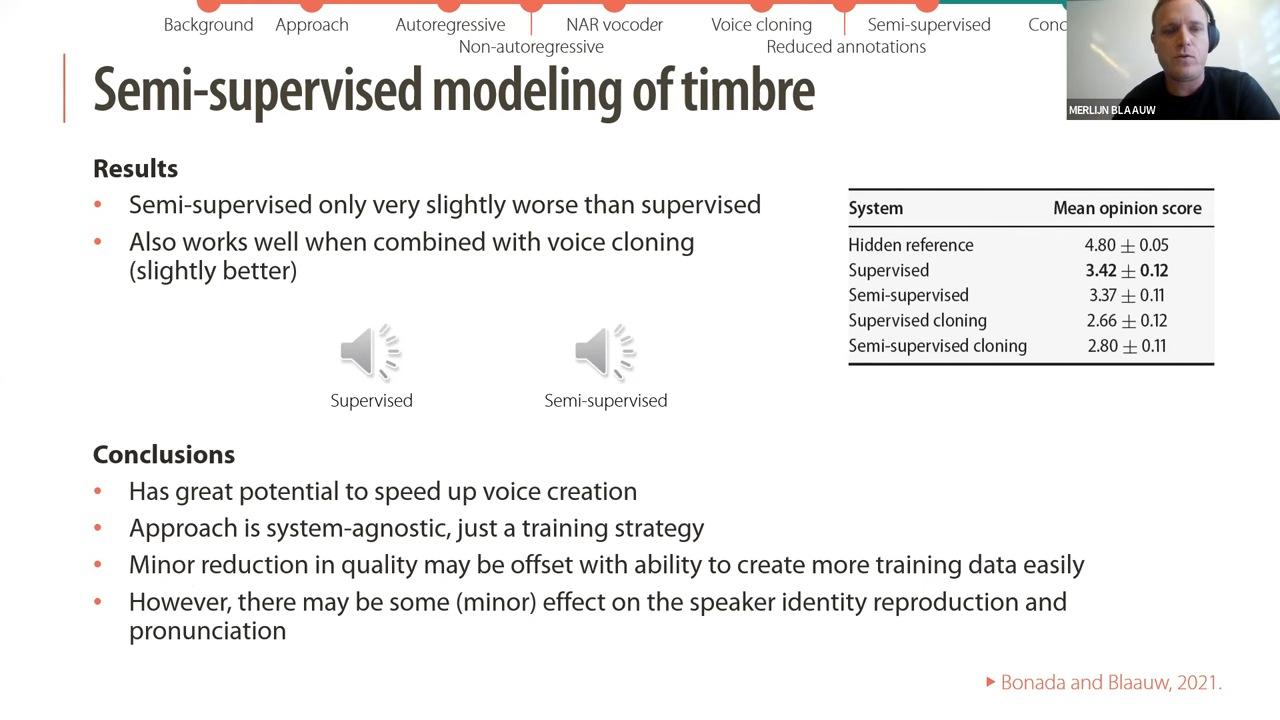 Background Approach Autoregressive NAR vocoder Voice cloning Semi-supervised Conc
Non-autoregressive Reduced annotations
Semi-supervised modeling of timbre
MERLIJN BLAAUW
Results
• Semi-supervised only very slightly worse than supervised
• Also works well when combined with voice cloning
(slightly better)
System Mean opinion score
Hidden reference 4.80 ± 0.05
Supervised 3.42 ± 0.12
Semi-supervised 3.37 ± 0.11
Supervised cloning 2.66 ± 0.12
Semi-supervised cloning 2.80 ± 0.11
Supervised Semi-supervised
Conclusions
• Has great potential to speed up voice creation
• Approach is system-agnostic, just a training strategy
• Minor reduction in quality may be offset with ability to create more training data easily
• However, there may be some (minor) effect on the speaker identity reproduction and
pronunciation
Bonada and Blaauw, 2021.